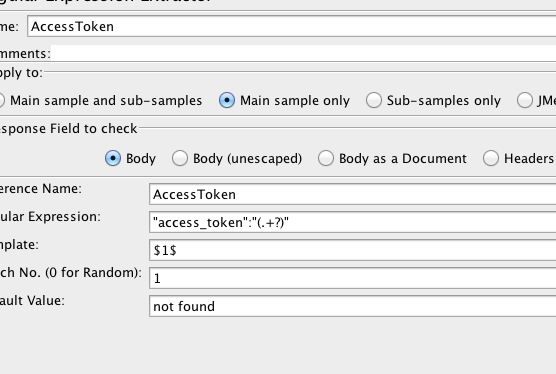 me: AccessToken
mments:
pply to:
Main sample and sub-samples Main sample only Sub-samples only JMe
esponse Field to check
Body Body (unescaped) Body as a Document Headers
erence Name: AccessToken
ular Expression: "access_token":"(.+?)"
mplate: $1$
ch No. (0 for Random): 1
ault Value: not found